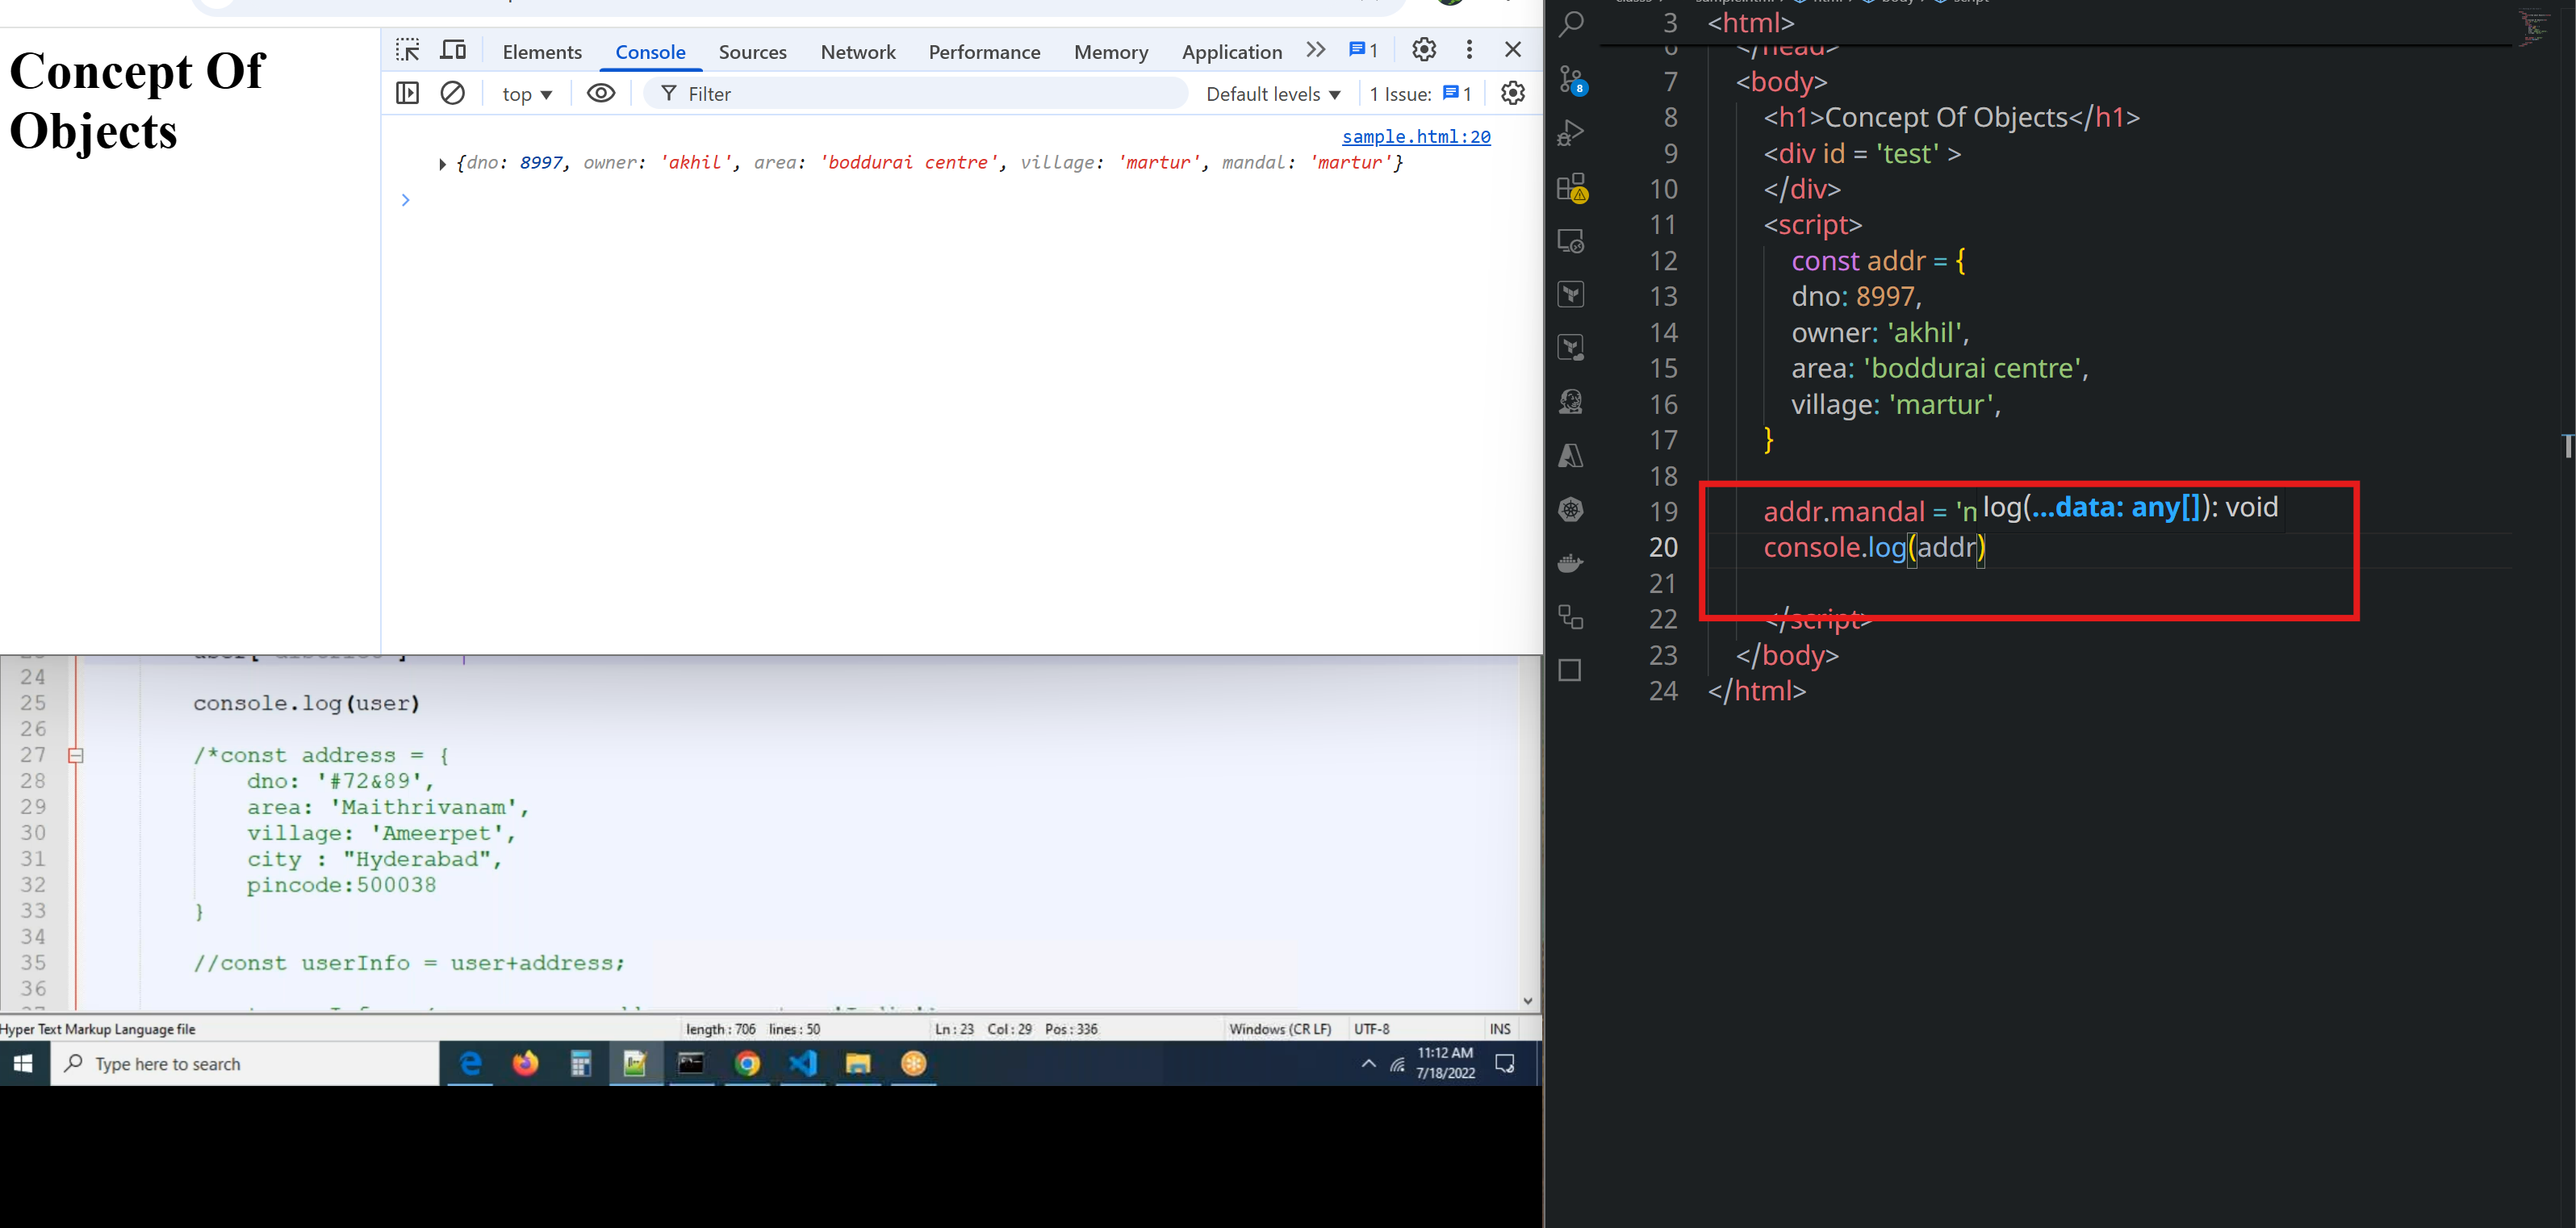 Concept Of
Objects
Elements Console Sources Network Performance Memory Application 1
top Filter Default levels 1 Issue: 1
sample.html:20
{dno: 8997, owner: 'akhil', area: 'boddurai centre', village: 'martur', mandal: 'martur'}
24
25 console.log(user)
26
27 /*const address = {
28 dno: '#72&89',
29 area: 'Maithrivanam',
30 village: 'Ameerpet',
31 city : "Hyderabad",
32 pincode:500038
33 }
34
35 //const userInfo = user+address;
36
Hyper Text Markup Language file length : 706 lines : 50 Ln : 23 Col : 29 Pos : 336 Windows (CR LF) UTF-8 INS
Type here to search
11:12 AM
7/18/2022
8
3 <html>
6 </head>
7 <body>
8 <h1>Concept Of Objects</h1>
9 <div id = 'test' >
10 </div>
11 <script>
12 const addr = {
13 dno: 8997,
14 owner: 'akhil',
15 area: 'boddurai centre',
16 village: 'martur',
17 }
18
19 addr.mandal = 'n log(...data: any[]): void
20 console.log(addr)
21
22 </script>
23 </body>
24 </html>